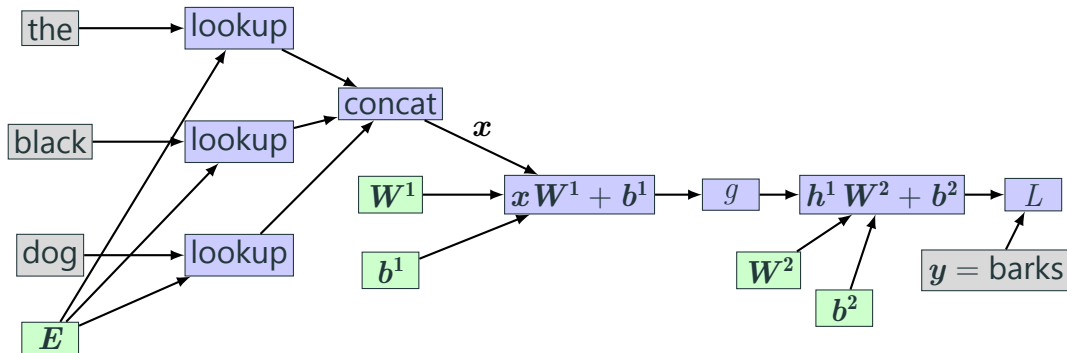 the
lookup
black
lookup
dog
lookup
E
concat
x
W¹
b¹
xW¹ + b¹
g
h¹W² + b²
W²
b²
L
y = barks